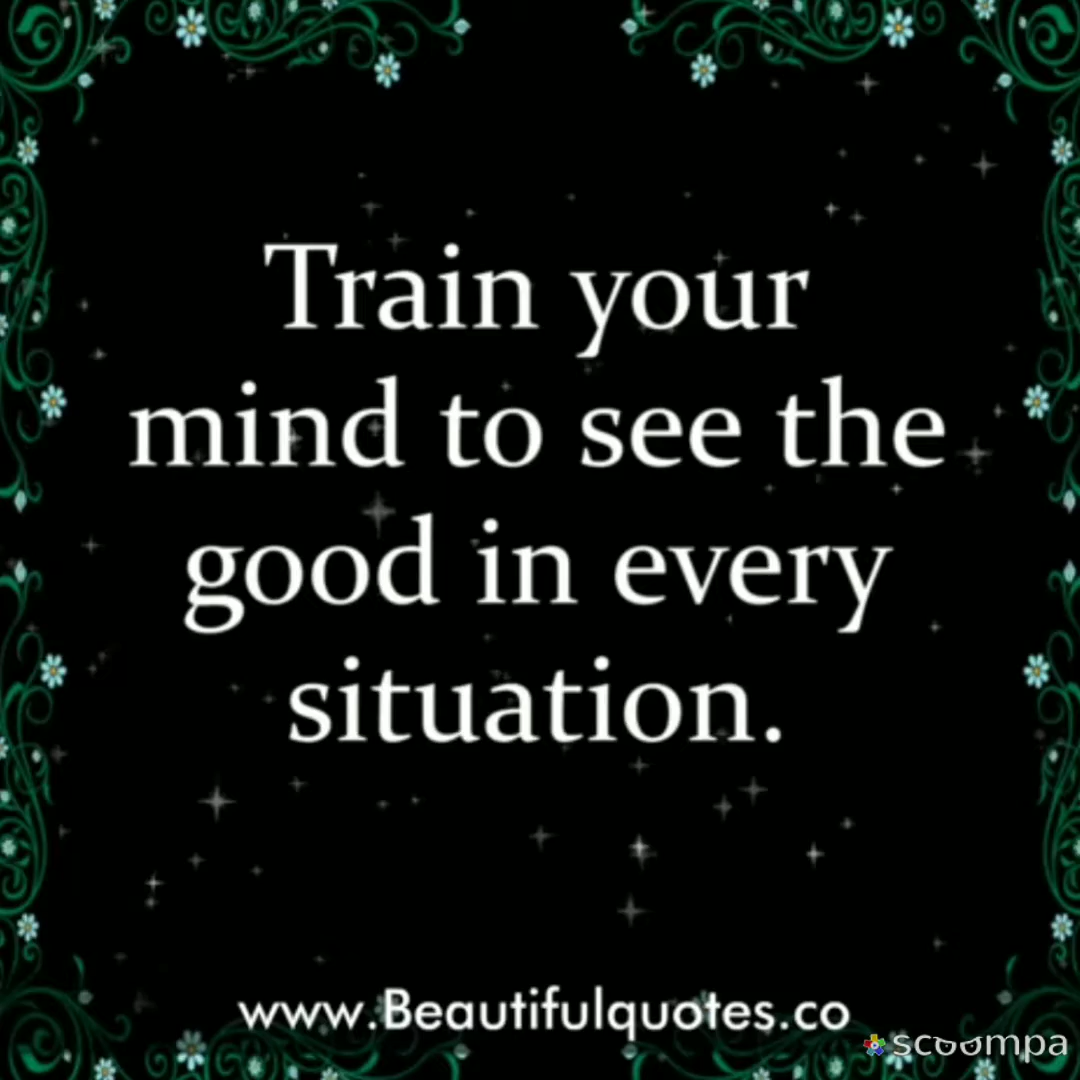 Train your
mind to see the
good in every
situation.
www.Beautifulquotes.co
scoompa